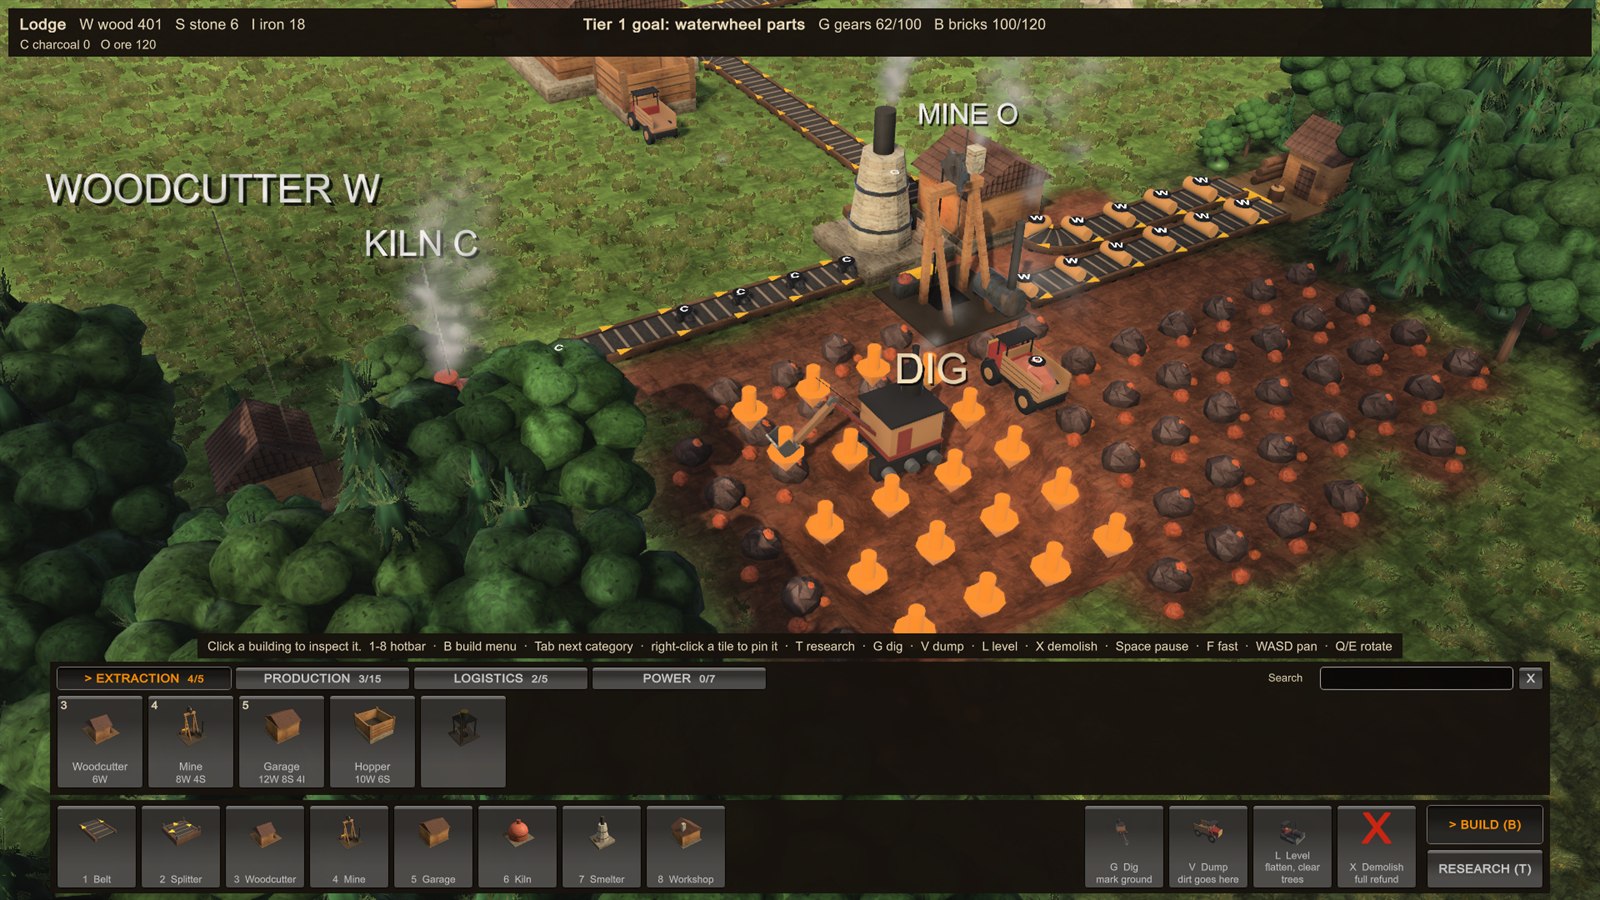 Lodge W wood 401 S stone 6 I iron 18
C charcoal 0 O ore 120
Tier 1 goal: waterwheel parts G gears 62/100 B bricks 100/120
MINE O
WOODCUTTER W
KILN C
W W W W W
W W W W W W
C C C C C
DIG
O
Click a building to inspect it. 1-8 hotbar · B build menu · Tab next category · right-click a tile to pin it · T research · G dig · V dump · L level · X demolish · Space pause · F fast · WASD pan · Q/E rotate
> EXTRACTION 4/5
PRODUCTION 3/15
LOGISTICS 2/5
POWER 0/7
Search
X
3
Woodcutter
6W
4
Mine
8W 4S
5
Garage
12W 8S 4I
Hopper
10W 6S
1 Belt
2 Splitter
3 Woodcutter
4 Mine
5 Garage
6 Kiln
7 Smelter
8 Workshop
G Dig
mark ground
V Dump
dirt goes here
L Level
flatten, clear
trees
X Demolish
full refund
> BUILD (B)
RESEARCH (T)